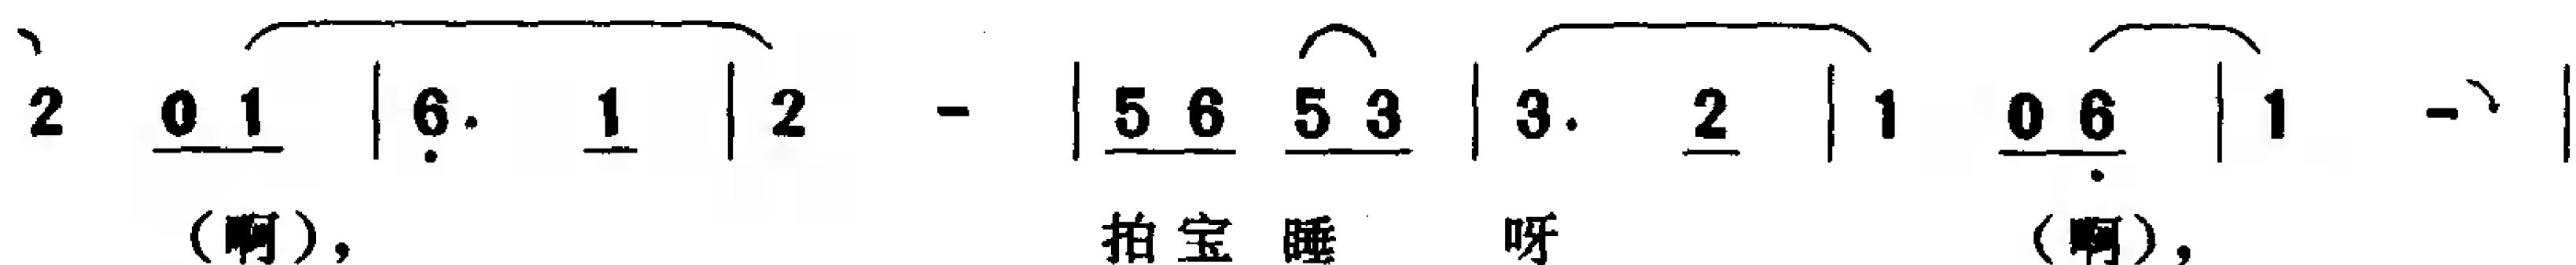 2 0 1 | 6. 1 | 2 - | 5 6 5 3 | 3. 2 | 1 0 6 | 1 - |
（啊）， 拍宝睡 呀 （啊），